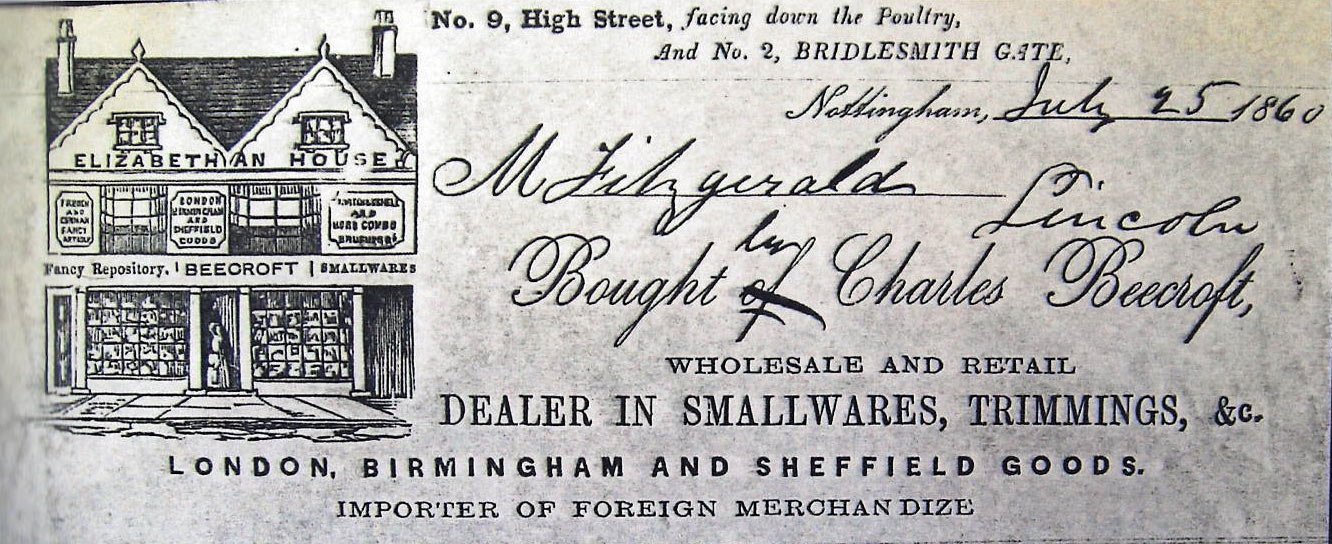 No. 9, High Street, facing down the Poultry,
And No. 2, BRIDLESMITH GATE,
Nottingham, July 25 1860
M Fitzgerald
Lincoln
by
Bought of Charles Beecroft,
WHOLESALE AND RETAIL
DEALER IN SMALLWARES, TRIMMINGS, &c.
LONDON, BIRMINGHAM AND SHEFFIELD GOODS.
IMPORTER OF FOREIGN MERCHANDIZE
ELIZABETHAN HOUSE
FRENCH
AND
GERMAN
FANCY
LONDON
BIRMINGHAM
AND
SHEFFIELD
GOODS
AND
HORN COMBS
Fancy Repository, BEECROFT SMALLWARES